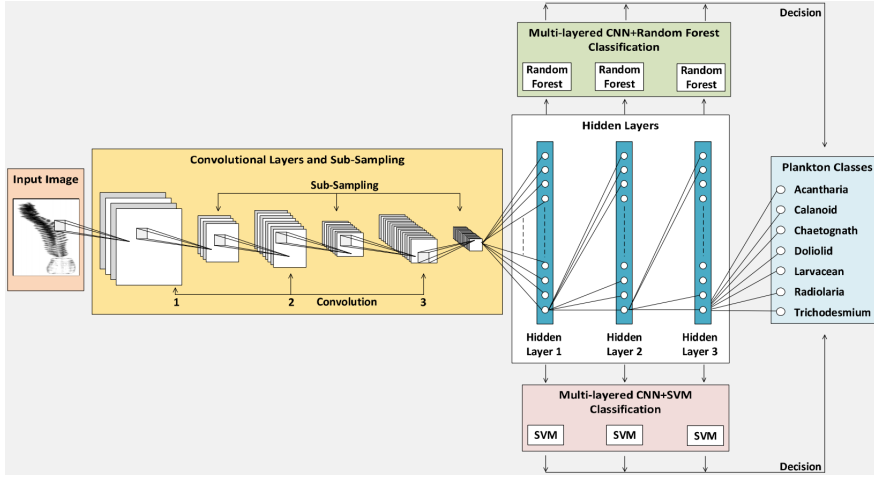 Decision
Multi-layered CNN+Random Forest
Classification
Random
Forest
Random
Forest
Random
Forest
Hidden Layers
Convolutional Layers and Sub-Sampling
Input Image
Sub-Sampling
Plankton Classes
Acantharia
Calanoid
Chaetognath
Doliolid
Larvacean
Radiolaria
Trichodesmium
1
2
Convolution
3
Hidden
Layer 1
Hidden
Layer 2
Hidden
Layer 3
Multi-layered CNN+SVM
Classification
SVM
SVM
SVM
Decision